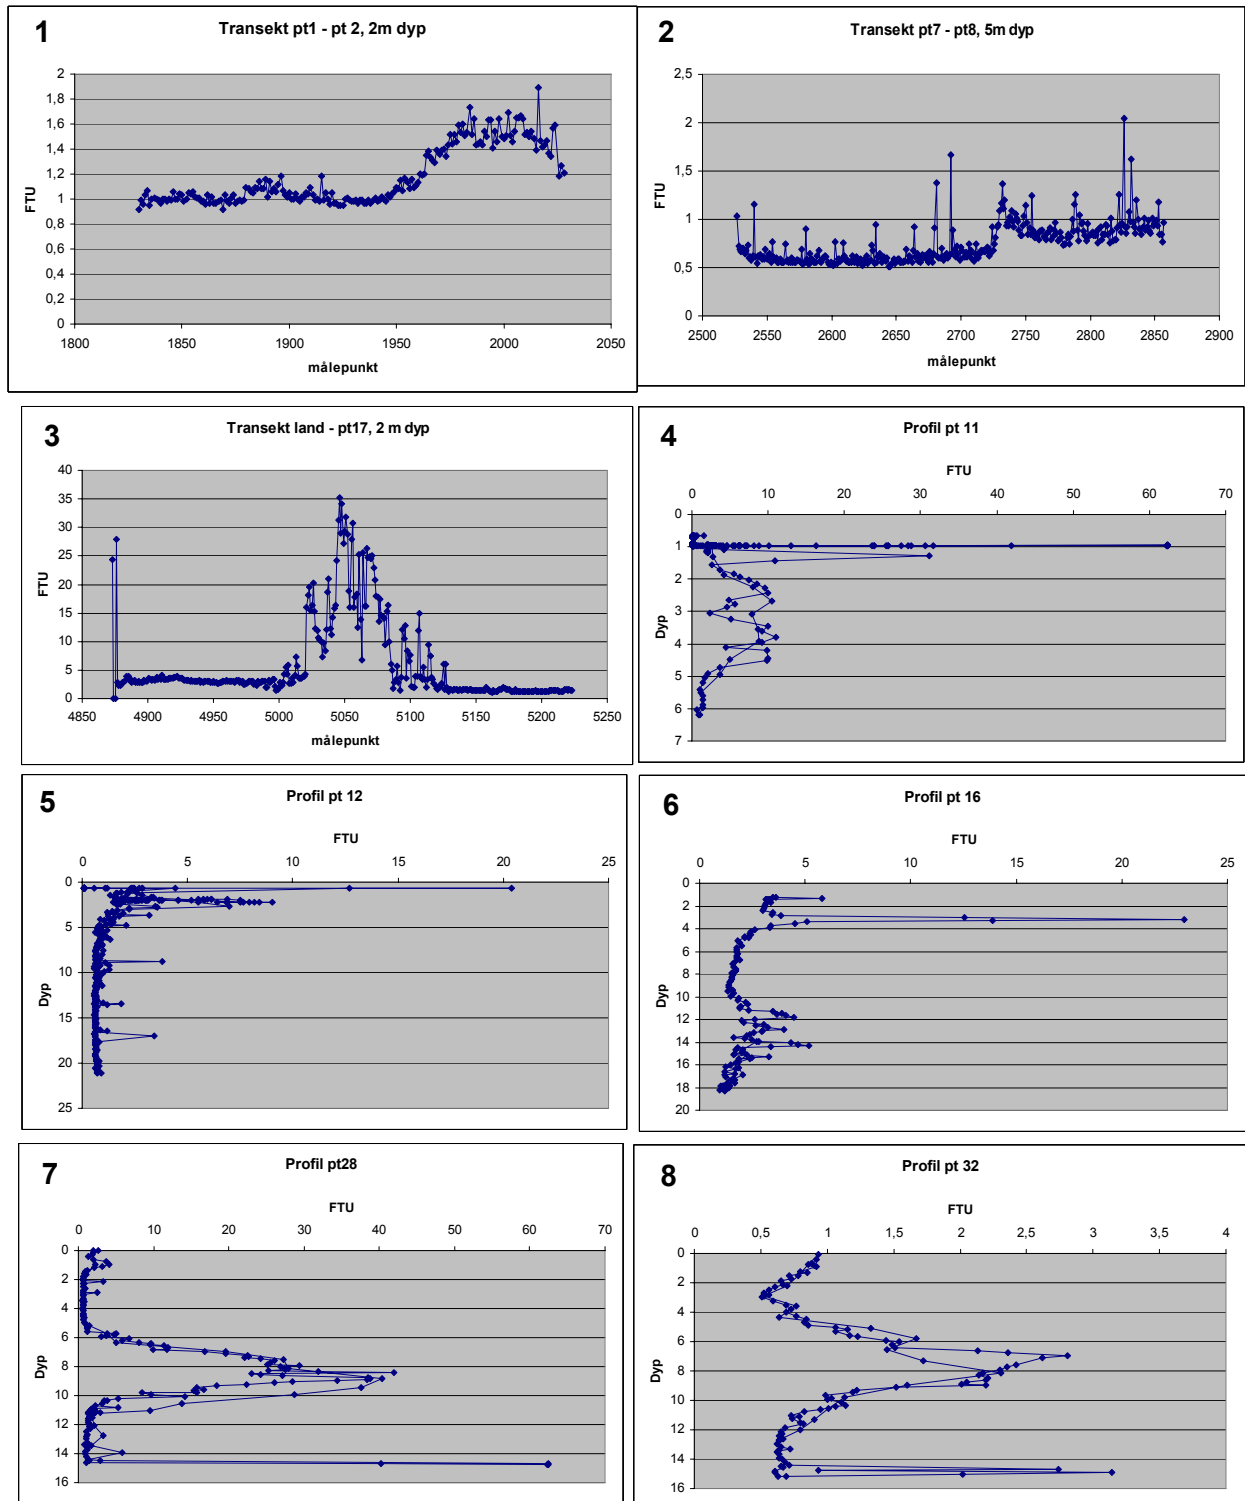 1
Transekt pt1 - pt 2, 2m dyp
FTU
2
1,8
1,6
1,4
1,2
1
0,8
0,6
0,4
0,2
0
1800 1850 1900 1950 2000 2050
målepunkt
2
Transekt pt7 - pt8, 5m dyp
FTU
2,5
2
1,5
1
0,5
0
2500 2550 2600 2650 2700 2750 2800 2850 2900
målepunkt
3
Transekt land - pt17, 2 m dyp
FTU
40
35
30
25
20
15
10
5
0
4850 4900 4950 5000 5050 5100 5150 5200 5250
målepunkt
4
Profil pt 11
FTU
0 10 20 30 40 50 60 70
Dyp
0
1
2
3
4
5
6
7
5
Profil pt 12
FTU
0 5 10 15 20 25
Dyp
0
5
10
15
20
25
6
Profil pt 16
FTU
0 5 10 15 20 25
Dyp
0
2
4
6
8
10
12
14
16
18
20
7
Profil pt28
FTU
0 10 20 30 40 50 60 70
Dyp
0
2
4
6
8
10
12
14
16
8
Profil pt 32
FTU
0 0,5 1 1,5 2 2,5 3 3,5 4
Dyp
0
2
4
6
8
10
12
14
16